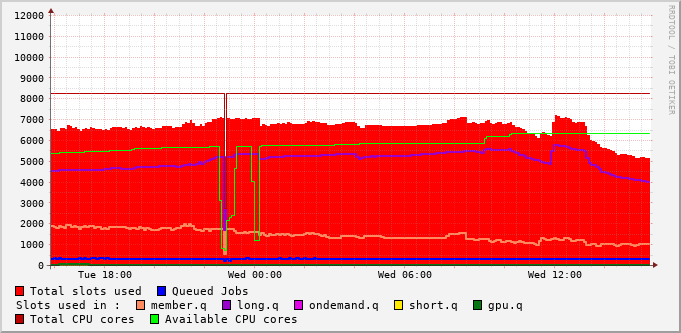 RRDTOOL / TOBI OETIKER
12000
11000
10000
9000
8000
7000
6000
5000
4000
3000
2000
1000
0
Tue 18:00 Wed 00:00 Wed 06:00 Wed 12:00
Total slots used Queued Jobs
Slots used in : member.q long.q ondemand.q short.q gpu.q
Total CPU cores Available CPU cores